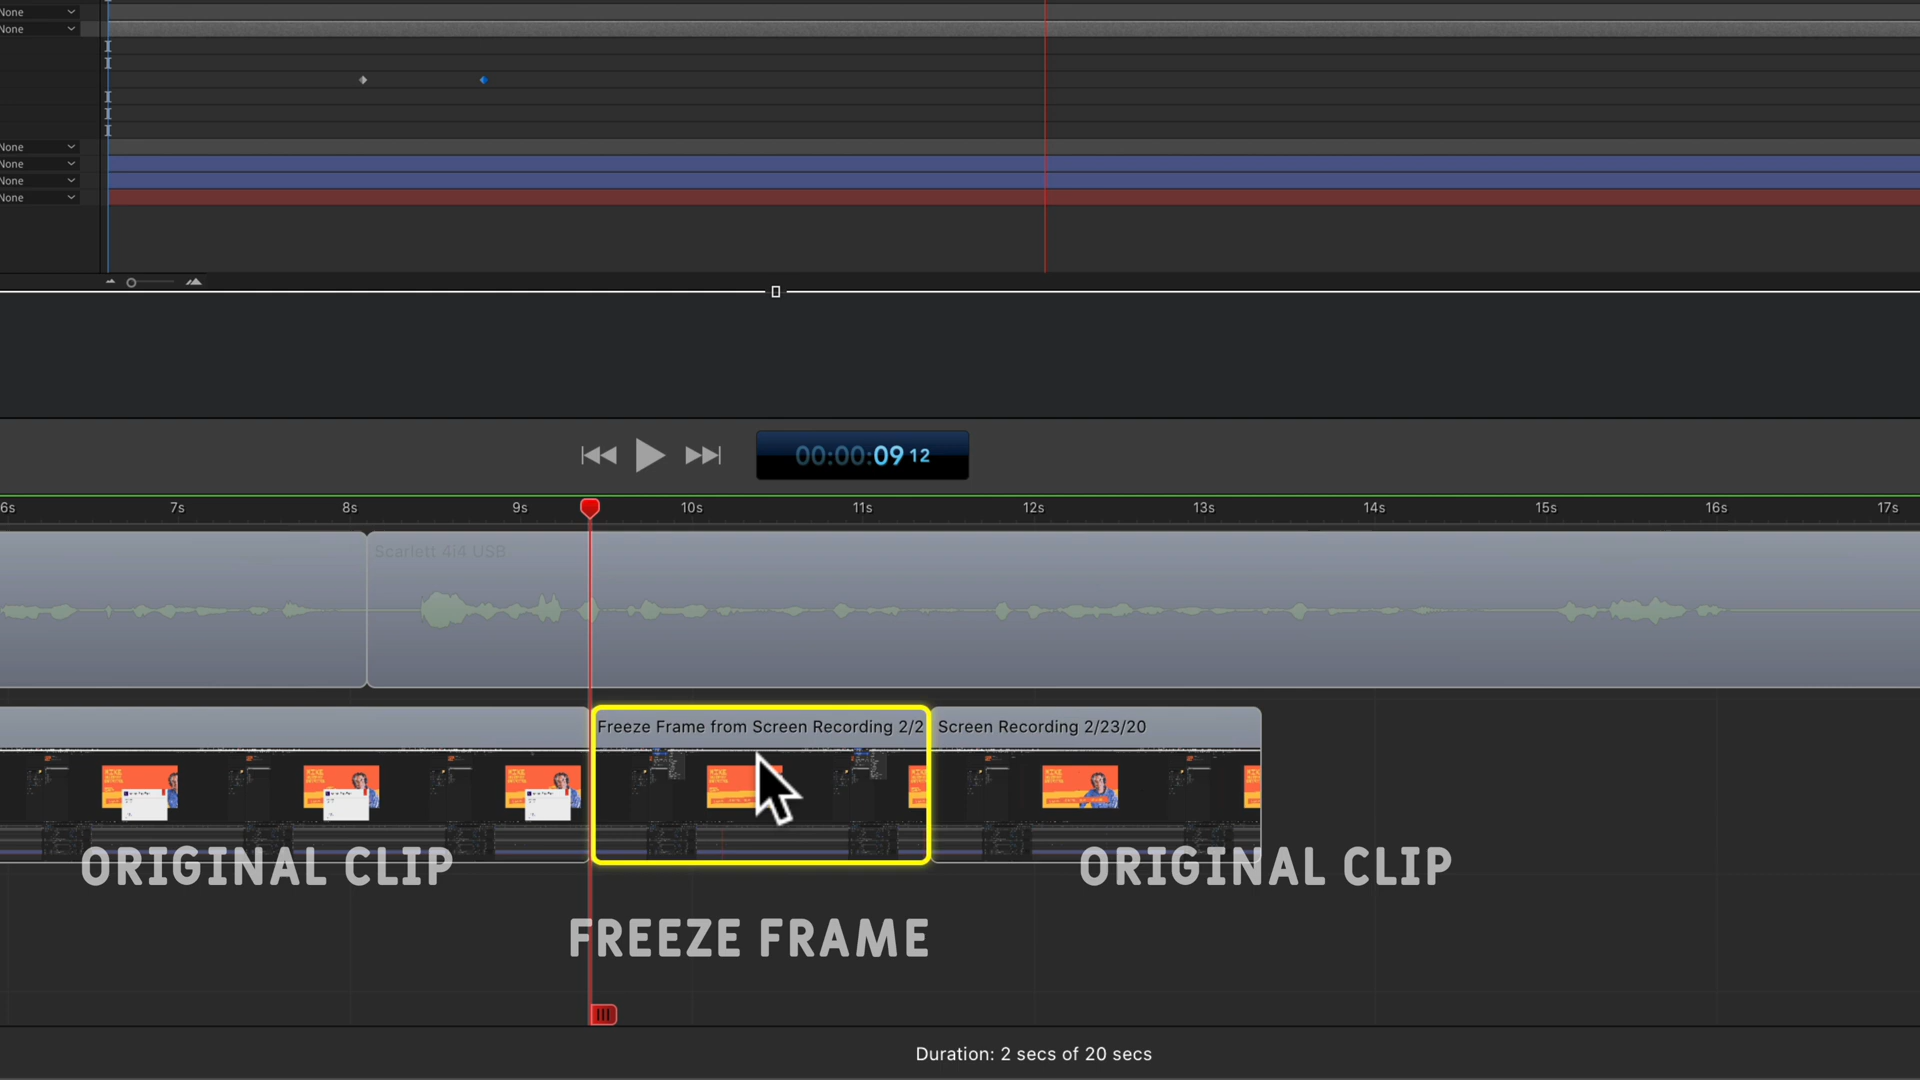 None
None
None
None
None
None
00:00:09 12
6s 7s 8s 9s 10s 11s 12s 13s 14s 15s 16s 17s
Scarlett 4i4 USB
Freeze Frame from Screen Recording 2/2
Screen Recording 2/23/20
ORIGINAL CLIP
ORIGINAL CLIP
FREEZE FRAME
Duration: 2 secs of 20 secs